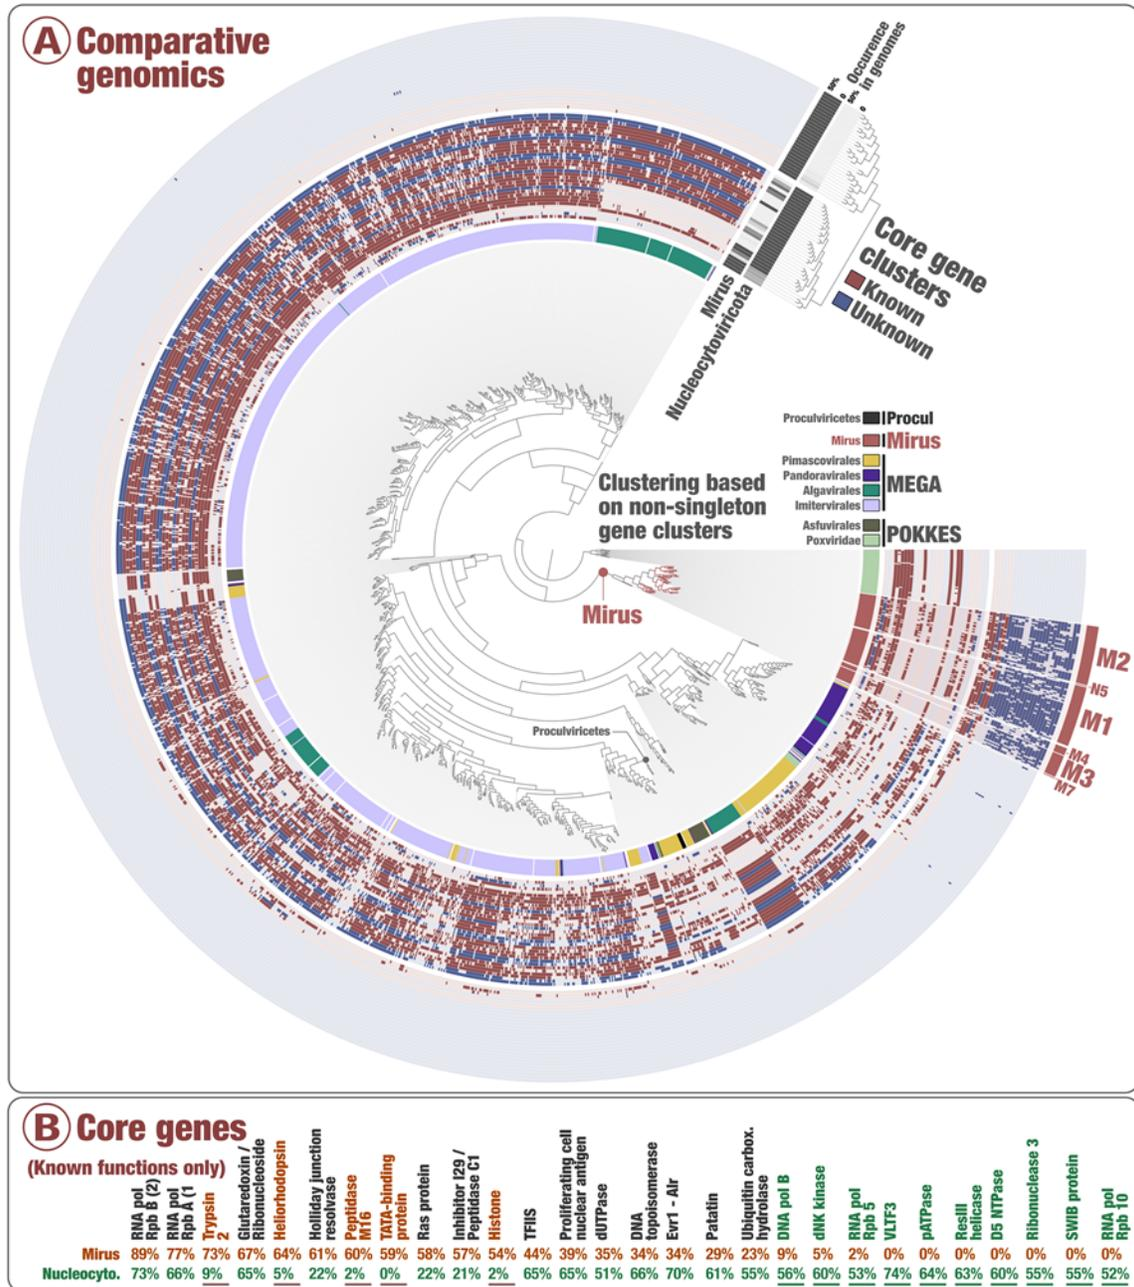 A Comparative
genomics
50%
0
50%
0
Occurence
in genomes
Core gene
clusters
Known
Unknown
Mirus
Nucleocytoviricota
Proculviricetes
Procul
Mirus
Mirus
Pimascovirales
Pandoravirales
Algavirales
Imitervirales
MEGA
Asfuvirales
Poxviridae
POKKES
Clustering based
on non-singleton
gene clusters
Mirus
Proculviricetes
M2
N5
M1
M4
M3
M7
B Core genes
(Known functions only)
RNA pol
Rpb B (2)
RNA pol
Rpb A (1
Trypsin
2
Glutaredoxin /
Ribonucleoside
Heliorhodopsin
Holliday junction
resolvase
Peptidase
M16
TATA-binding
protein
Ras protein
Inhibitor I29 /
Peptidase C1
Histone
TFIIS
Proliferating cell
nuclear antigen
dUTPase
DNA
topoisomerase
Evr1 - Alr
Patatin
Ubiquitin carbox.
hydrolase
DNA pol B
dNK kinase
RNA pol
Rpb 5
VLTF3
pATPase
ResIII
helicase
D5 NTPase
Ribonuclease 3
SWIB protein
RNA pol
Rpb 10
Mirus 89% 77% 73% 67% 64% 61% 60% 59% 58% 57% 54% 44% 39% 35% 34% 34% 29% 23% 9% 5% 2% 0% 0% 0% 0% 0% 0% 0%
Nucleocyto. 73% 66% 9% 65% 5% 22% 2% 0% 22% 21% 2% 65% 65% 51% 66% 70% 61% 55% 56% 60% 53% 74% 64% 63% 60% 55% 55% 52%